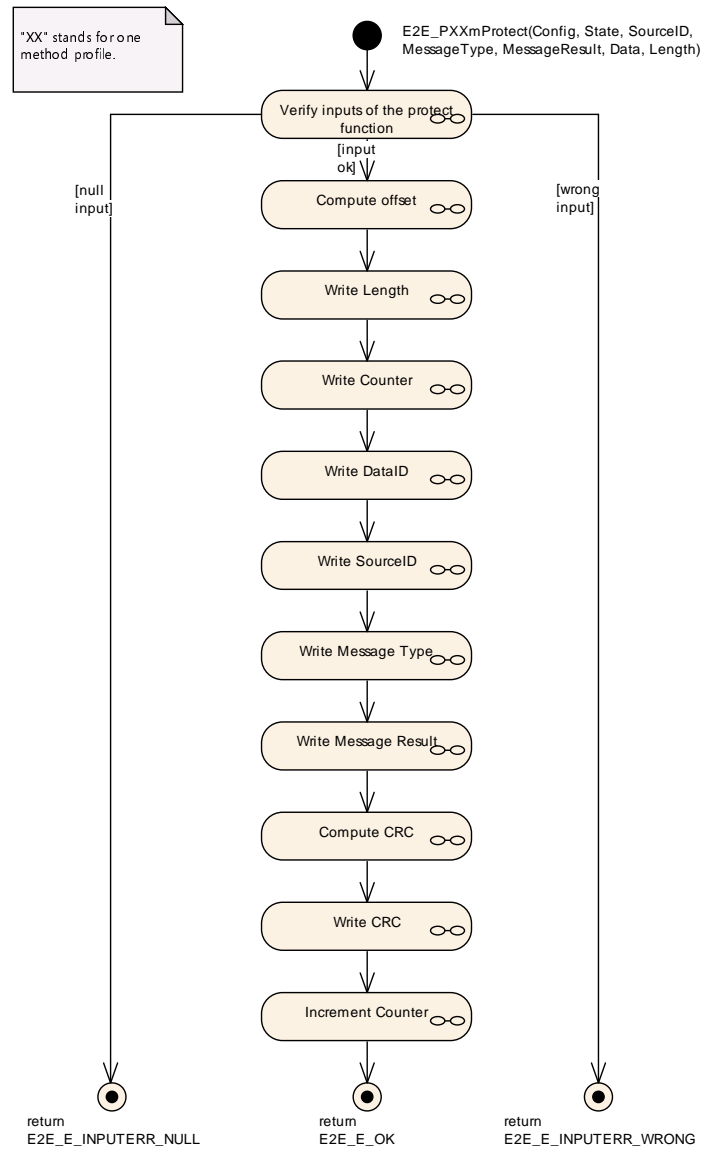 "XX" stands for one
method profile.
E2E_PXXmProtect(Config, State, SourceID,
MessageType, MessageResult, Data, Length)
Verify inputs of the protect
function
[input
ok]
[null
input]
[wrong
input]
Compute offset
Write Length
Write Counter
Write DataID
Write SourceID
Write Message Type
Write Message Result
Compute CRC
Write CRC
Increment Counter
return
E2E_E_INPUTERR_NULL
return
E2E_E_OK
return
E2E_E_INPUTERR_WRONG